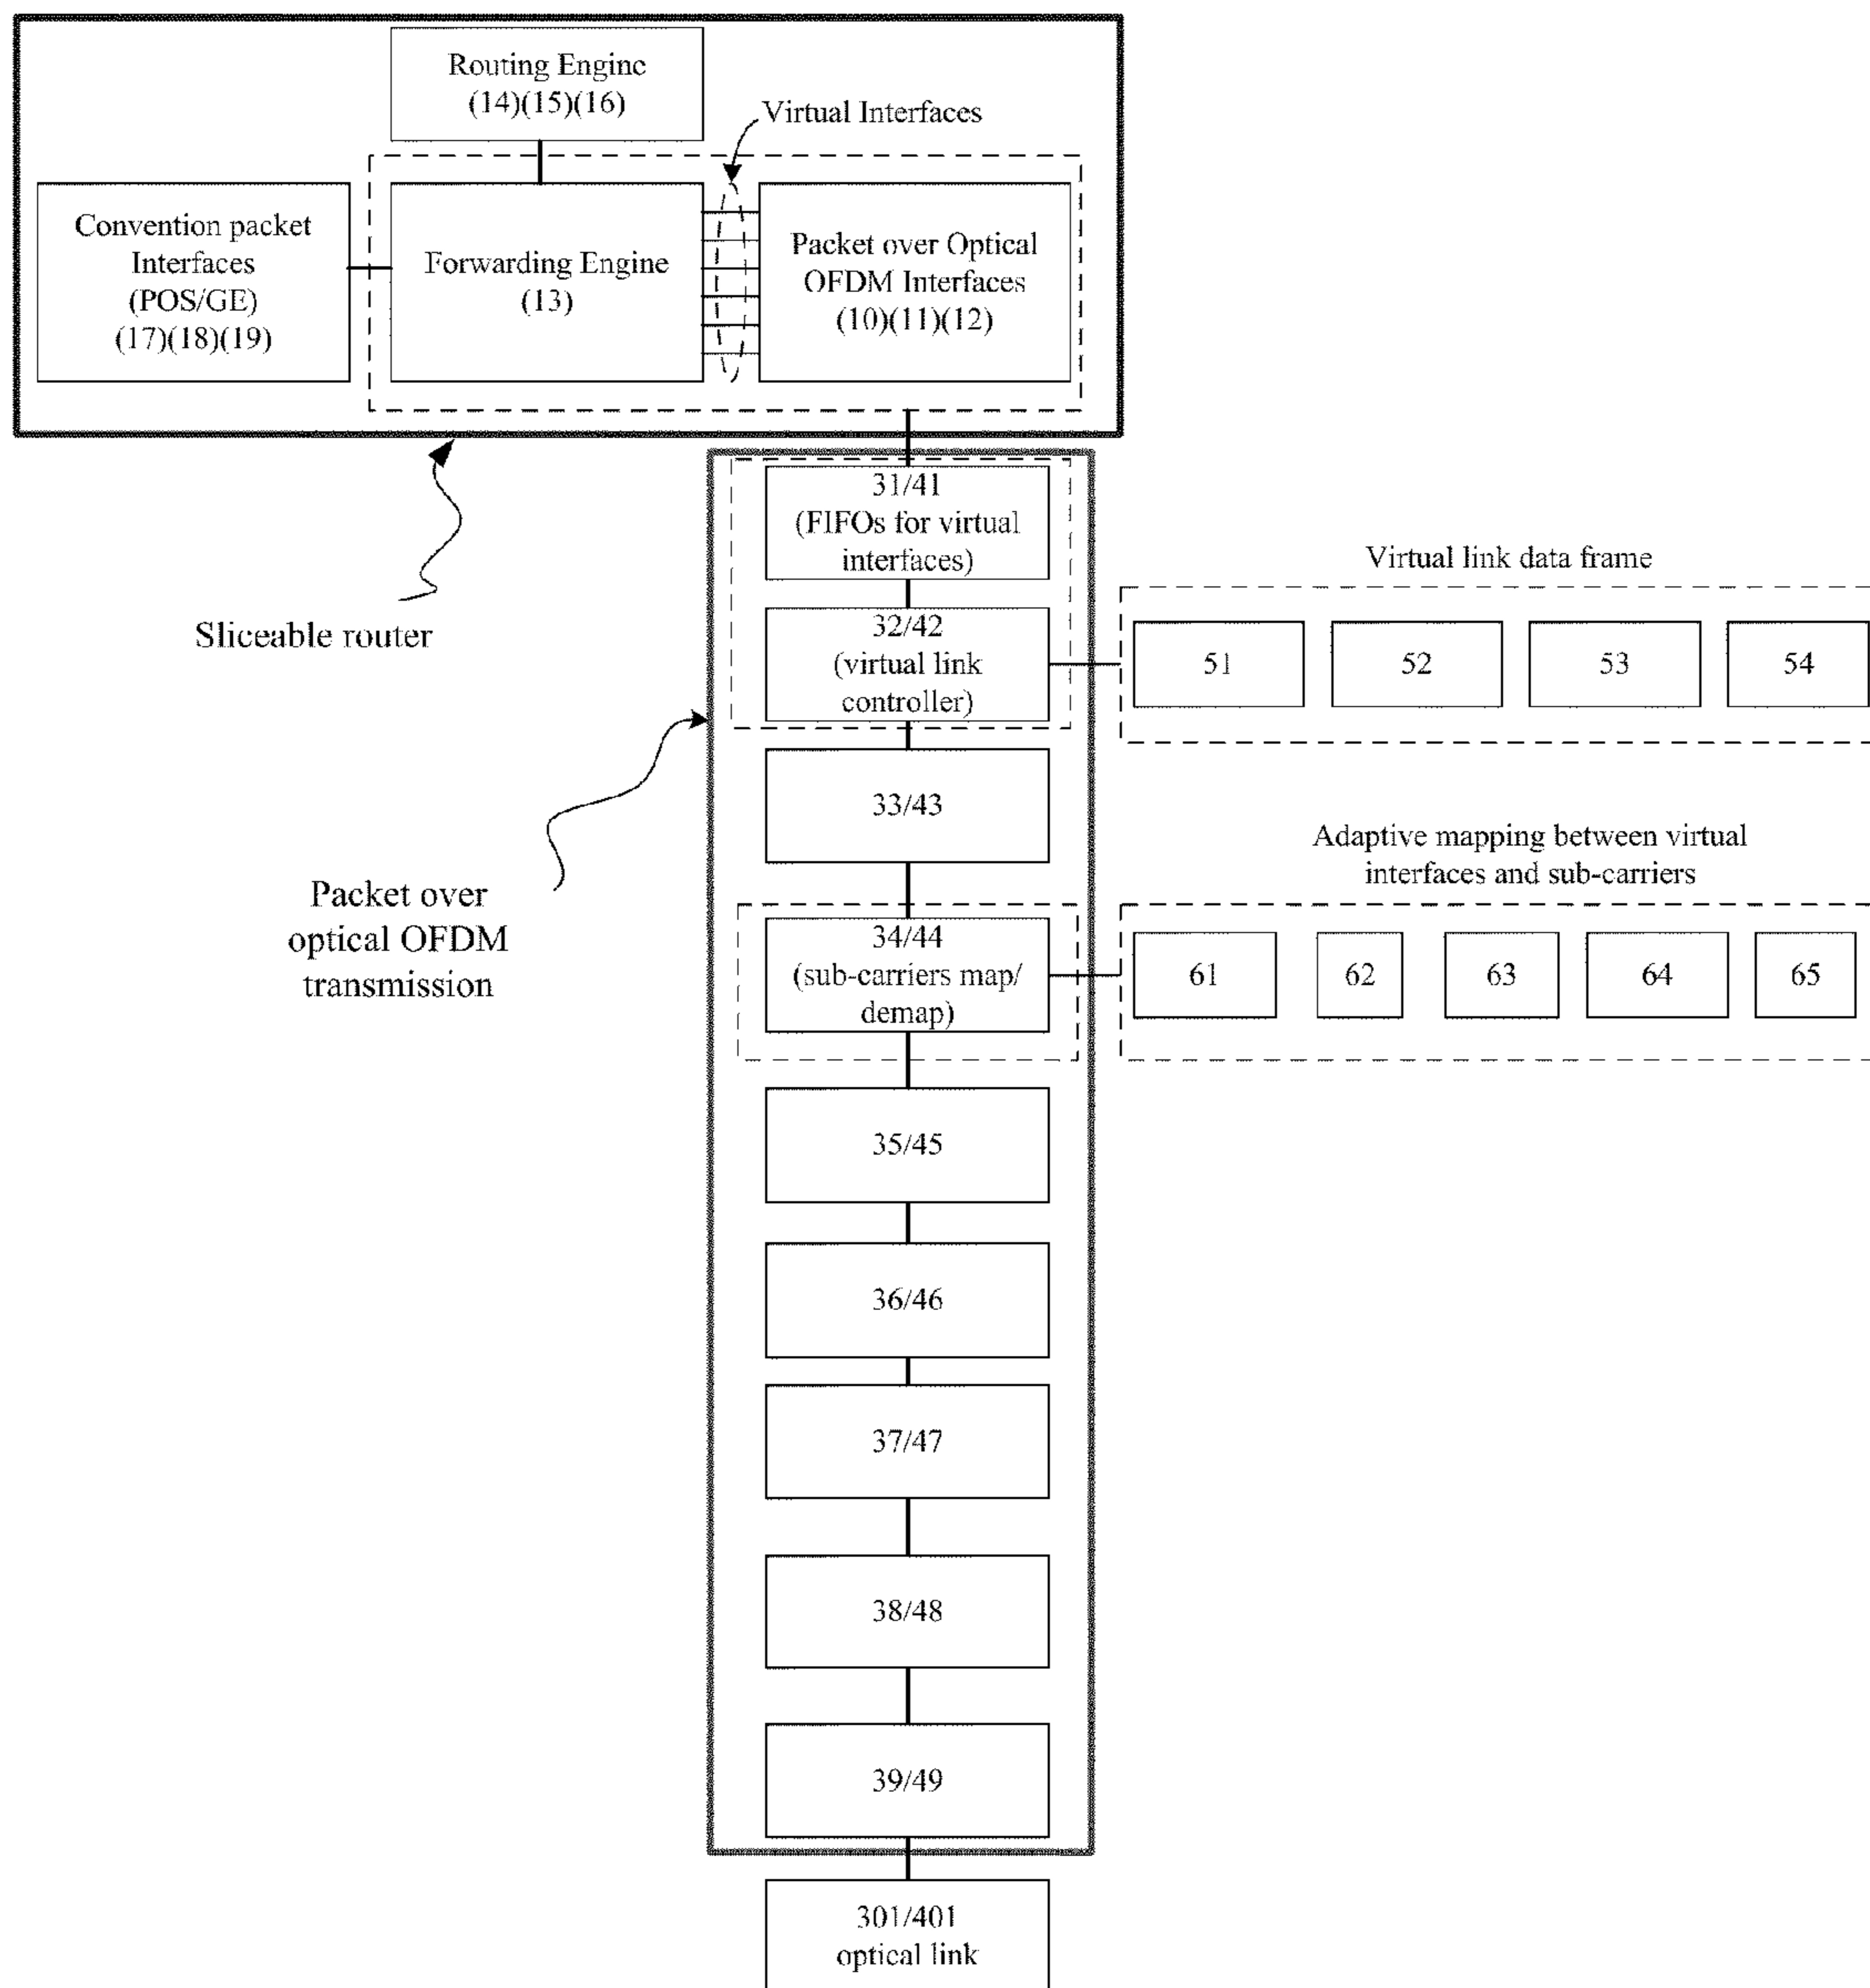 Routing Engine
(14)(15)(16)
Virtual Interfaces
Convention packet
Interfaces
(POS/GE)
(17)(18)(19)
Forwarding Engine
(13)
Packet over Optical
OFDM Interfaces
(10)(11)(12)
Sliceable router
31/41
(FIFOs for virtual
interfaces)
32/42
(virtual link
controller)
Virtual link data frame
51
52
53
54
33/43
Packet over
optical OFDM
transmission
Adaptive mapping between virtual
interfaces and sub-carriers
34/44
(sub-carriers map/
demap)
61
62
63
64
65
35/45
36/46
37/47
38/48
39/49
301/401
optical link